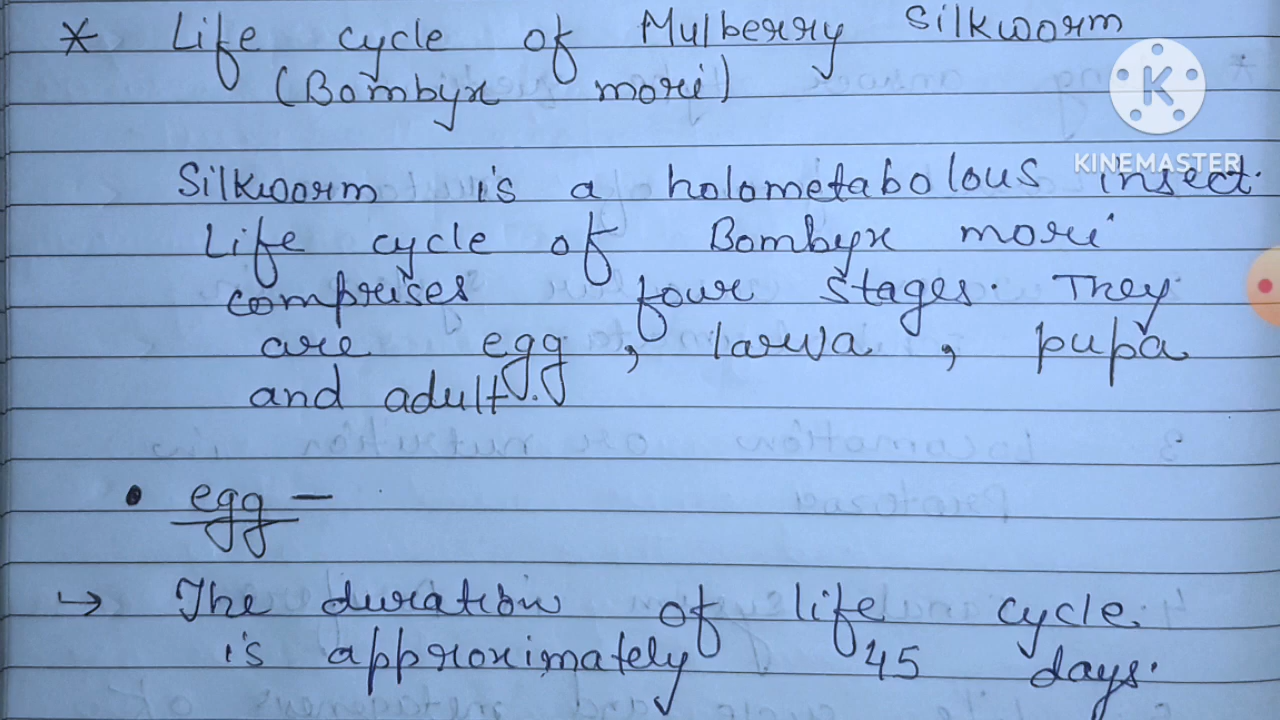 * Life cycle of Mulberry Silkworm
(Bombyx mori)
K
KINEMASTER
Silkworm is a holometabolous insect.
Life cycle of Bombyx mori
comprises four stages. They
are egg, larva, pupa
and adult.
• egg —
→ The duration of life cycle
is approximately 45 days.